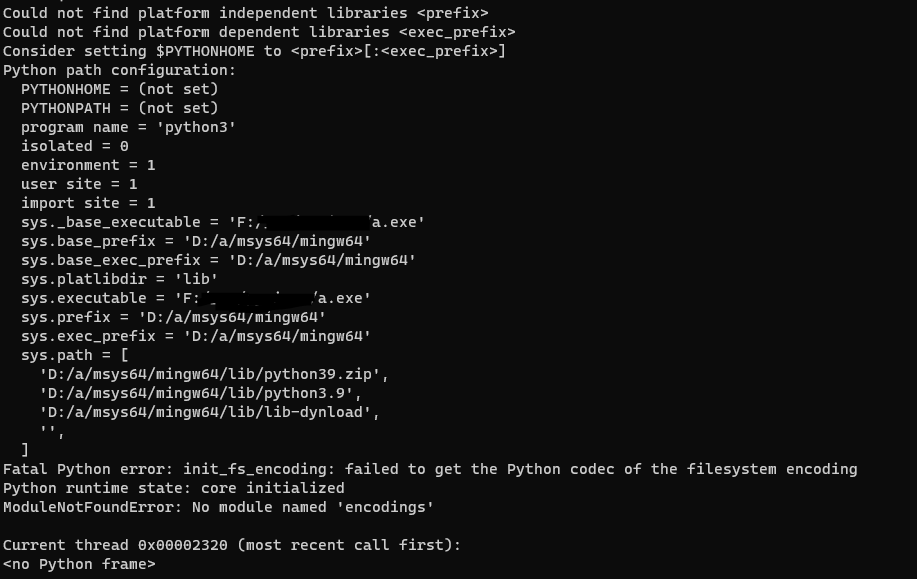 Could not find platform independent libraries <prefix>
Could not find platform dependent libraries <exec_prefix>
Consider setting $PYTHONHOME to <prefix>[:<exec_prefix>]
Python path configuration:
  PYTHONHOME = (not set)
  PYTHONPATH = (not set)
  program name = 'python3'
  isolated = 0
  environment = 1
  user site = 1
  import site = 1
  sys._base_executable = 'F:/ /a.exe'
  sys.base_prefix = 'D:/a/msys64/mingw64'
  sys.base_exec_prefix = 'D:/a/msys64/mingw64'
  sys.platlibdir = 'lib'
  sys.executable = 'F: /a.exe'
  sys.prefix = 'D:/a/msys64/mingw64'
  sys.exec_prefix = 'D:/a/msys64/mingw64'
  sys.path = [
    'D:/a/msys64/mingw64/lib/python39.zip',
    'D:/a/msys64/mingw64/lib/python3.9',
    'D:/a/msys64/mingw64/lib/lib-dynload',
    '',
  ]
Fatal Python error: init_fs_encoding: failed to get the Python codec of the filesystem encoding
Python runtime state: core initialized
ModuleNotFoundError: No module named 'encodings'

Current thread 0x00002320 (most recent call first):
<no Python frame>